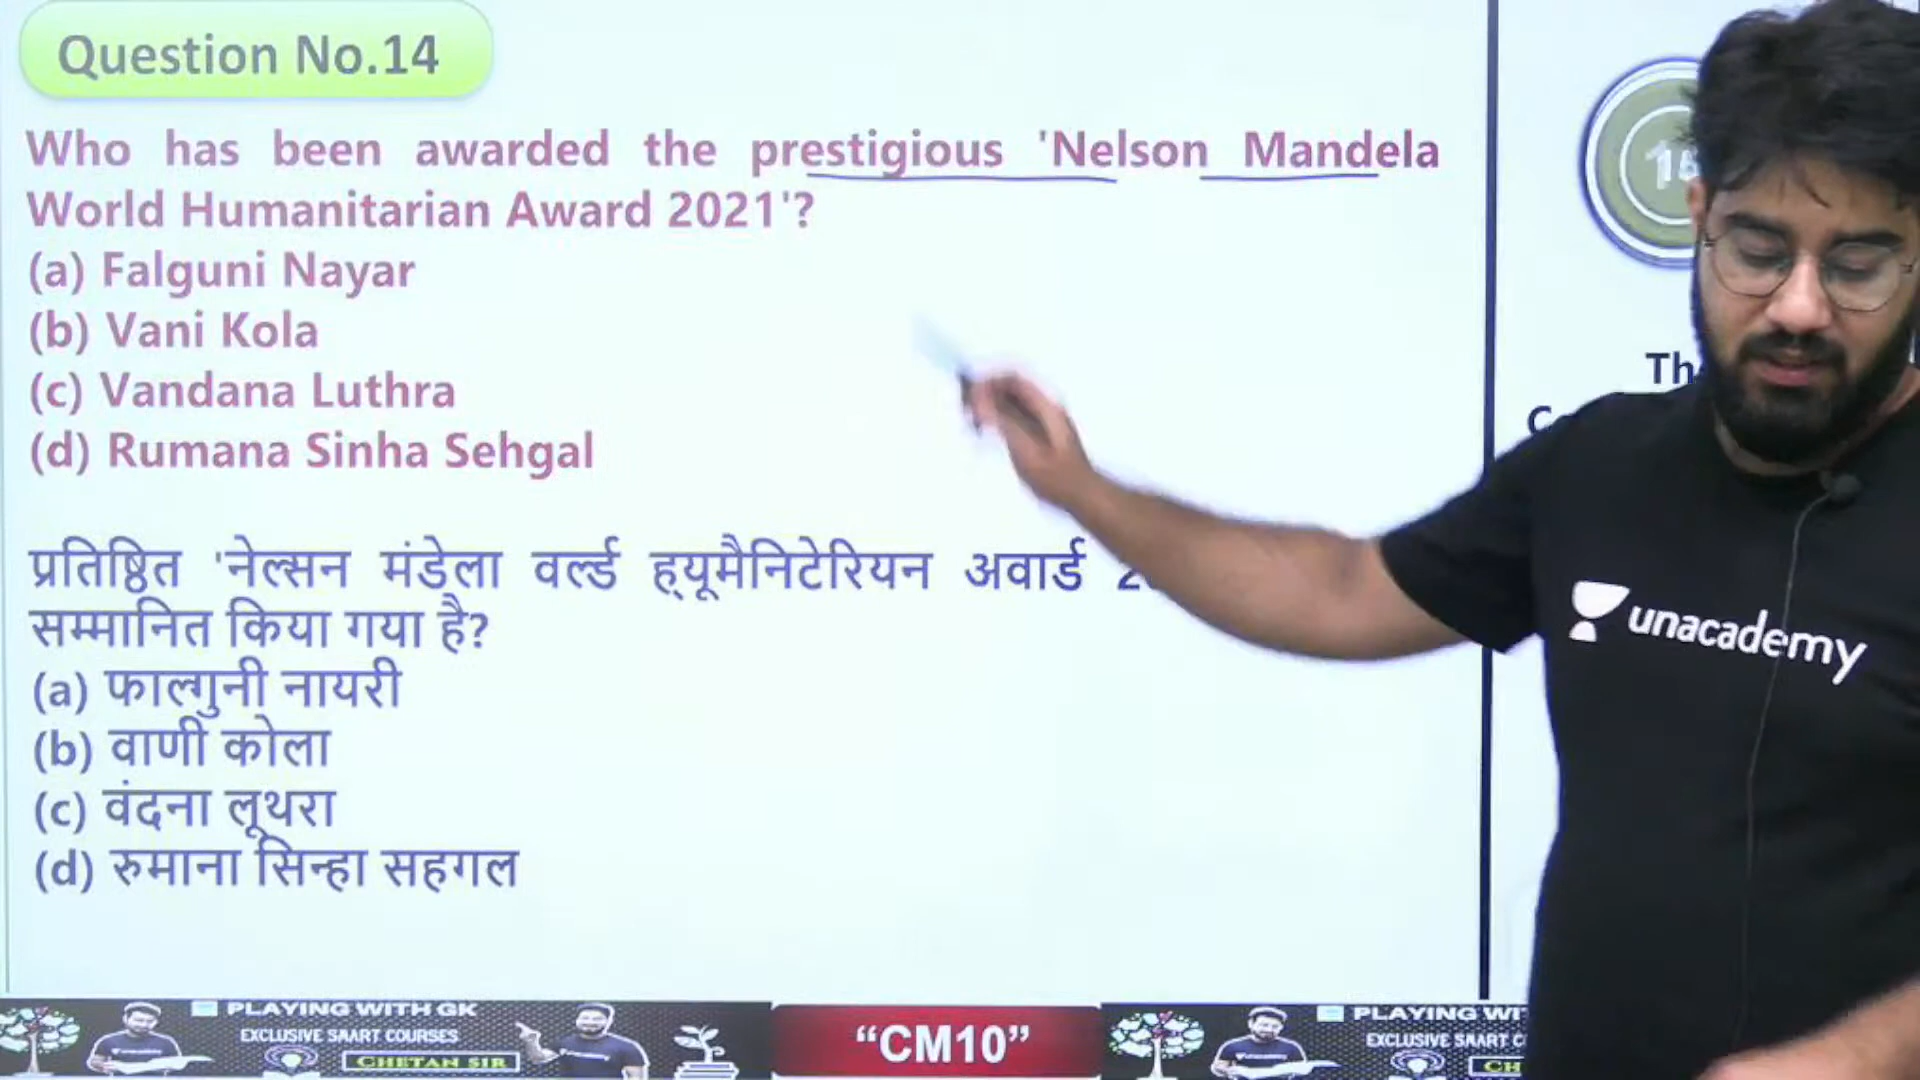 Question No.14
Who has been awarded the prestigious 'Nelson Mandela
World Humanitarian Award 2021'?
(a) Falguni Nayar
(b) Vani Kola
(c) Vandana Luthra
(d) Rumana Sinha Sehgal
प्रतिष्ठित 'नेल्सन मंडेला वर्ल्ड ह्यूमैनिटेरियन अवार्ड
सम्मानित किया गया है?
(a) फाल्गुनी नायरी
(b) वाणी कोला
(c) वंदना लूथरा
(d) रुमाना सिन्हा सहगल
unacademy
PLAYING WITH GK
EXCLUSIVE SAART COURSES
CHETAN SIR
“CM10”
PLAYING
EXCLUSIVE SMART